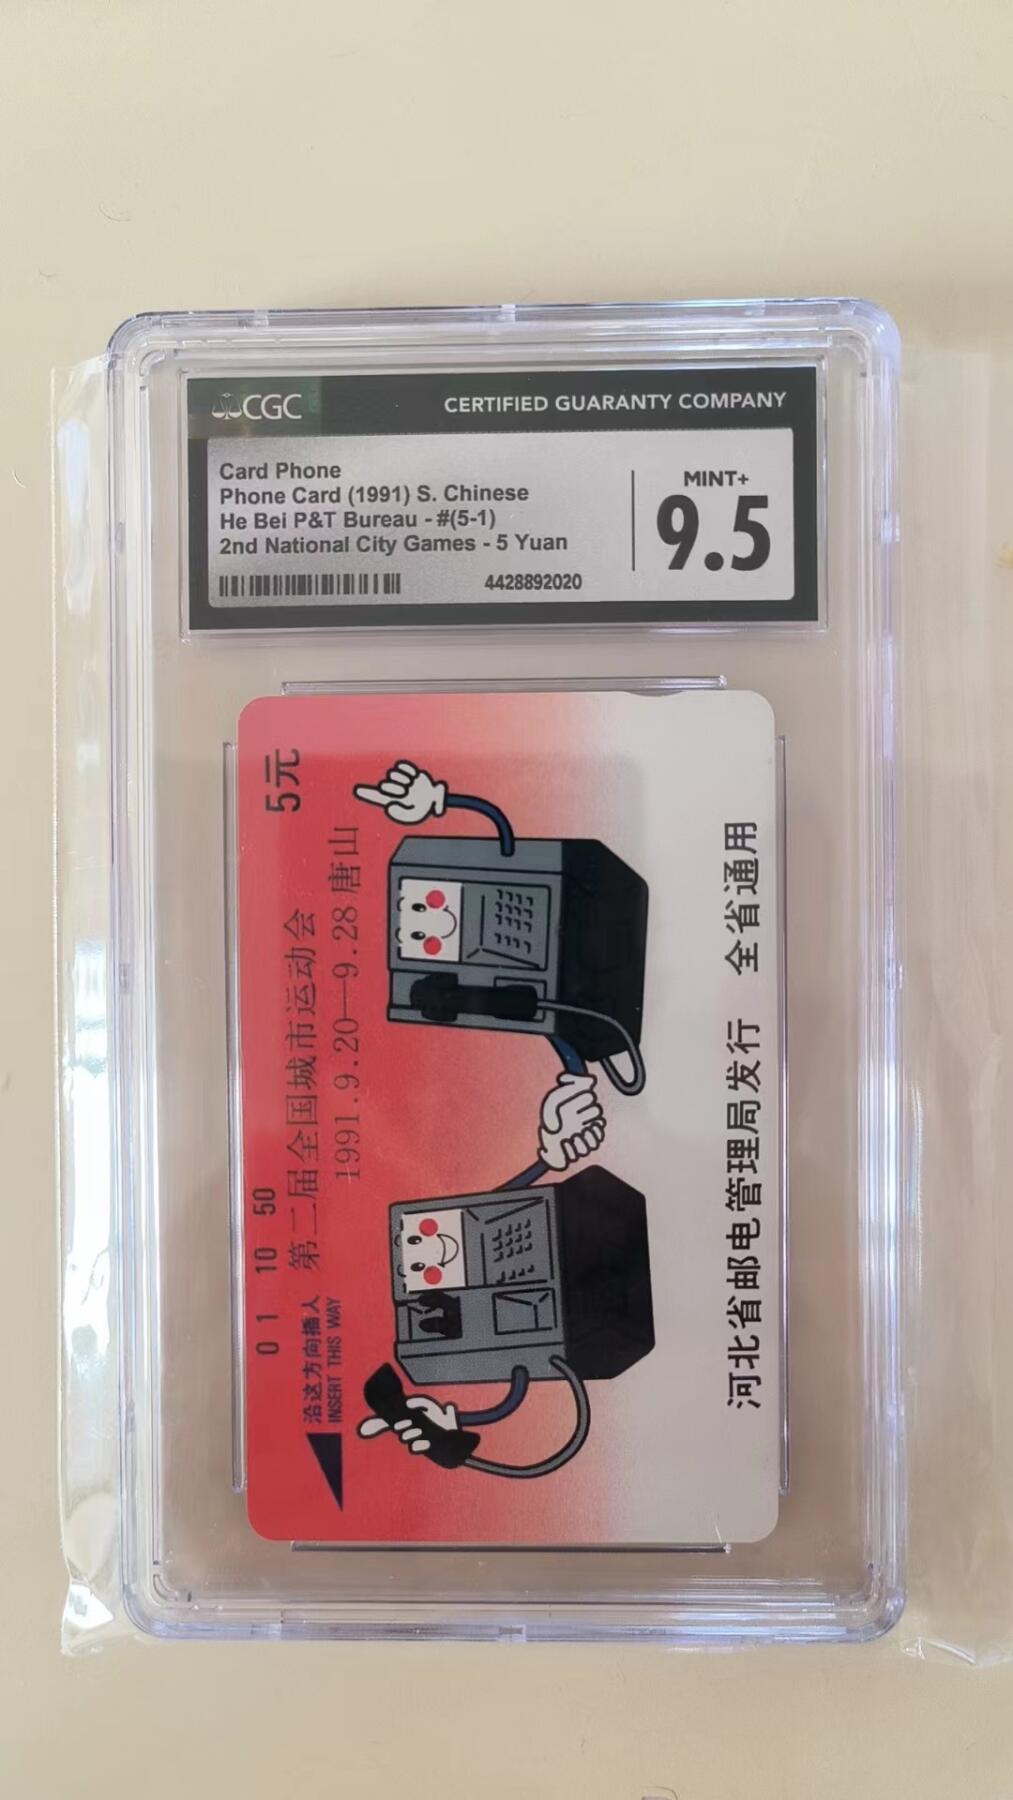 CGC
CERTIFIED GUARANTY COMPANY
Card Phone
Phone Card (1991) S. Chinese
He Bei P&T Bureau - #(5-1)
2nd National City Games - 5 Yuan
4428892020
MINT+
9.5
0 1 10 50
5元
第二届全国城市运动会
1991.9.20—9.28 唐山
沿这方向插入
INSERT THIS WAY
河北省邮电管理局发行 全省通用